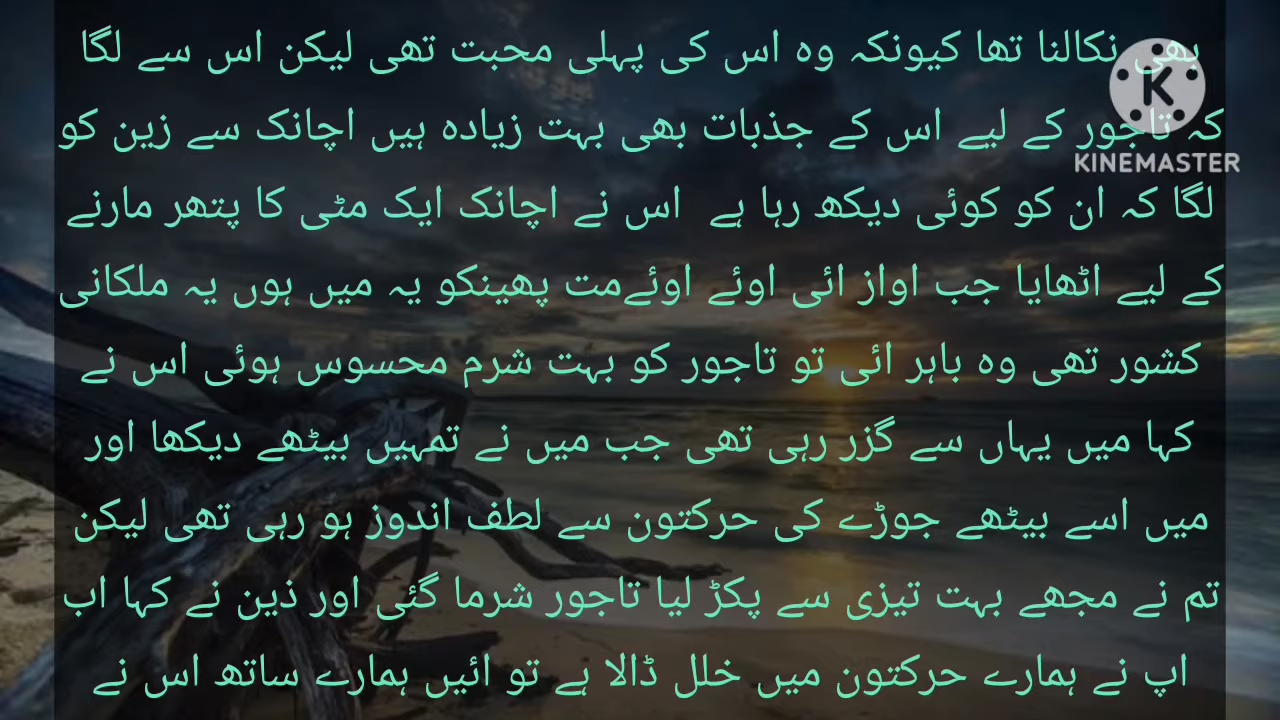 بھی نکالنا تھا کیونکہ وہ اس کی پہلی محبت تھی لیکن اس سے لگا
کہ تاجور کے لیے اس کے جذبات بھی بہت زیادہ ہیں اچانک سے زین کو
لگا کہ ان کو کوئی دیکھ رہا ہے اس نے اچانک ایک مٹی کا پتھر مارنے
کے لیے اٹھایا جب اواز ائی اوئے اوئےمت پھینکو یہ میں ہوں یہ ملکانی
کشور تھی وہ باہر ائی تو تاجور کو بہت شرم محسوس ہوئی اس نے
کہا میں یہاں سے گزر رہی تھی جب میں نے تمہیں بیٹھے دیکھا اور
میں اسے بیٹھے جوڑے کی حرکتون سے لطف اندوز ہو رہی تھی لیکن
تم نے مجھے بہت تیزی سے پکڑ لیا تاجور شرما گئی اور ذین نے کہا اب
اپ نے ہمارے حرکتون میں خلل ڈالا ہے تو ائیں ہمارے ساتھ اس نے
K
KINEMASTER